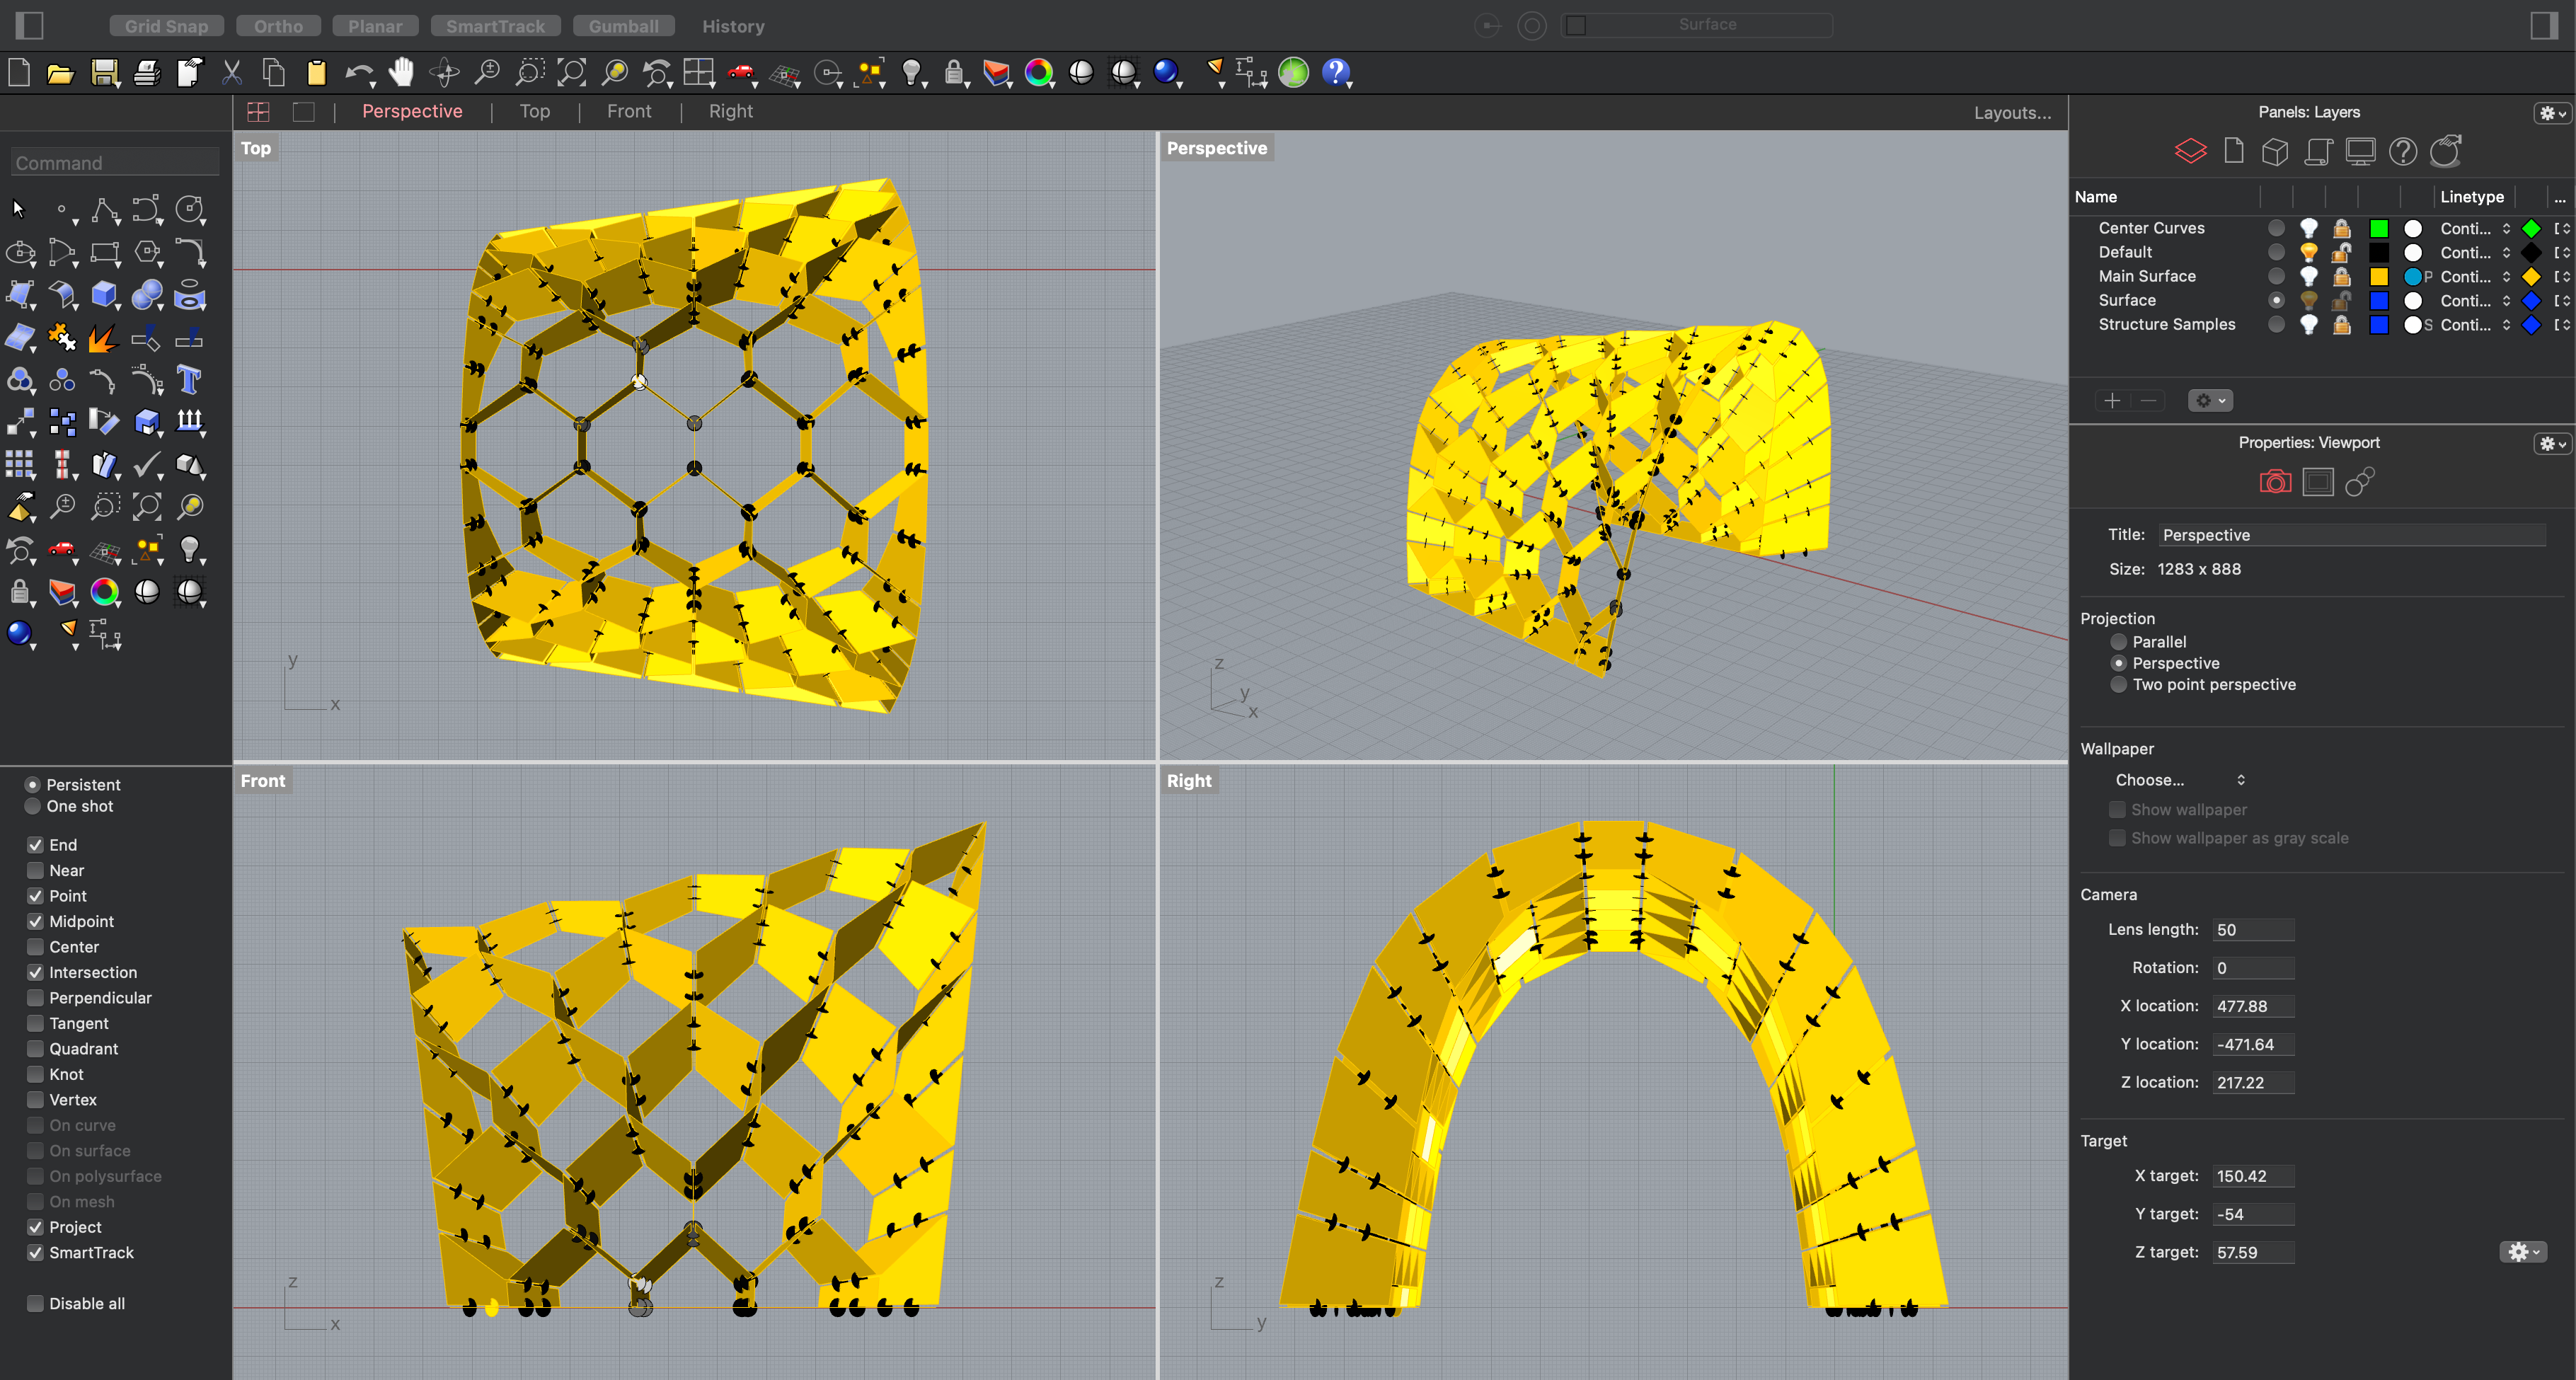 Grid Snap Ortho Planar SmartTrack Gumball History Surface
Perspective Top Front Right Layouts...
Command
Top
y
x
Perspective
z
y
x
Persistent
One shot
End
Near
Point
Midpoint
Center
Intersection
Perpendicular
Tangent
Quadrant
Knot
Vertex
On curve
On surface
On polysurface
On mesh
Project
SmartTrack
Disable all
Front
z
x
Right
z
y
Panels: Layers
Name Linetype ...
Center Curves Conti...
Default Conti...
Main Surface P Conti...
Surface Conti...
Structure Samples S Conti...
Properties: Viewport
Title: Perspective
Size: 1283 x 888
Projection
Parallel
Perspective
Two point perspective
Wallpaper
Choose...
Show wallpaper
Show wallpaper as gray scale
Camera
Lens length: 50
Rotation: 0
X location: 477.88
Y location: -471.64
Z location: 217.22
Target
X target: 150.42
Y target: -54
Z target: 57.59